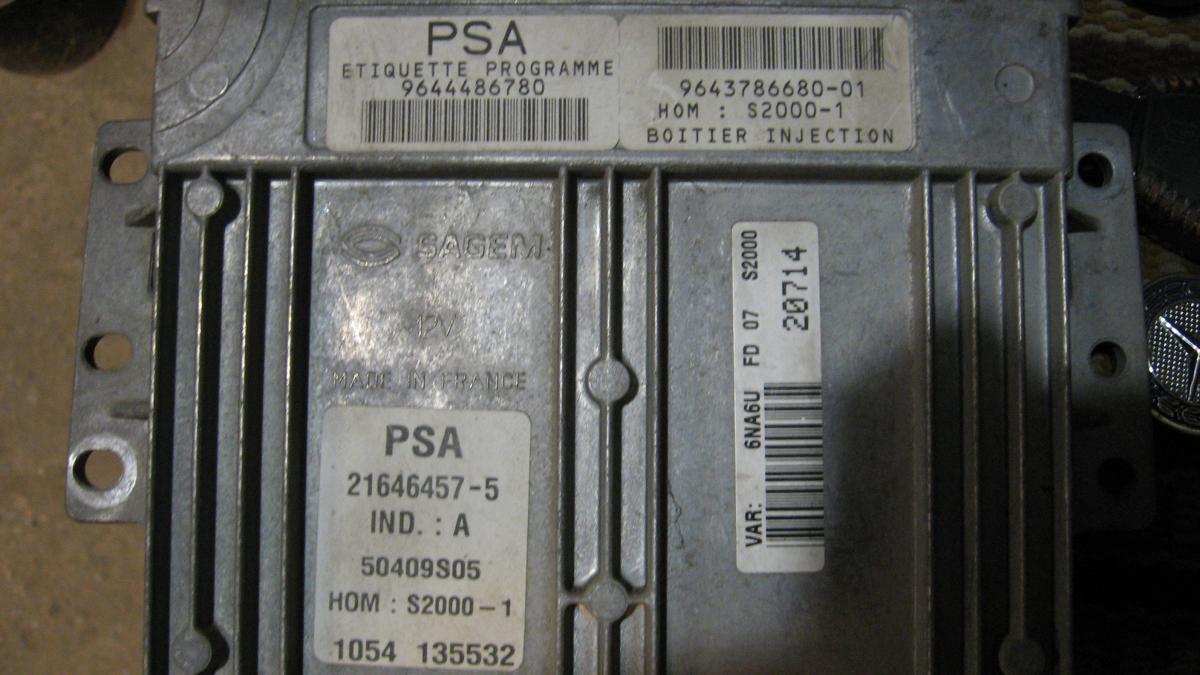 PSA
ETIQUETTE PROGRAMME
9644486780
9643786680-01
HOM : S2000-1
BOITIER INJECTION
SAGEM
12V
MADE IN FRANCE
PSA
21646457-5
IND. : A
50409S05
HOM : S2000-1
1054 135532
VAR: 6NA6U FD 07 S2000
20714